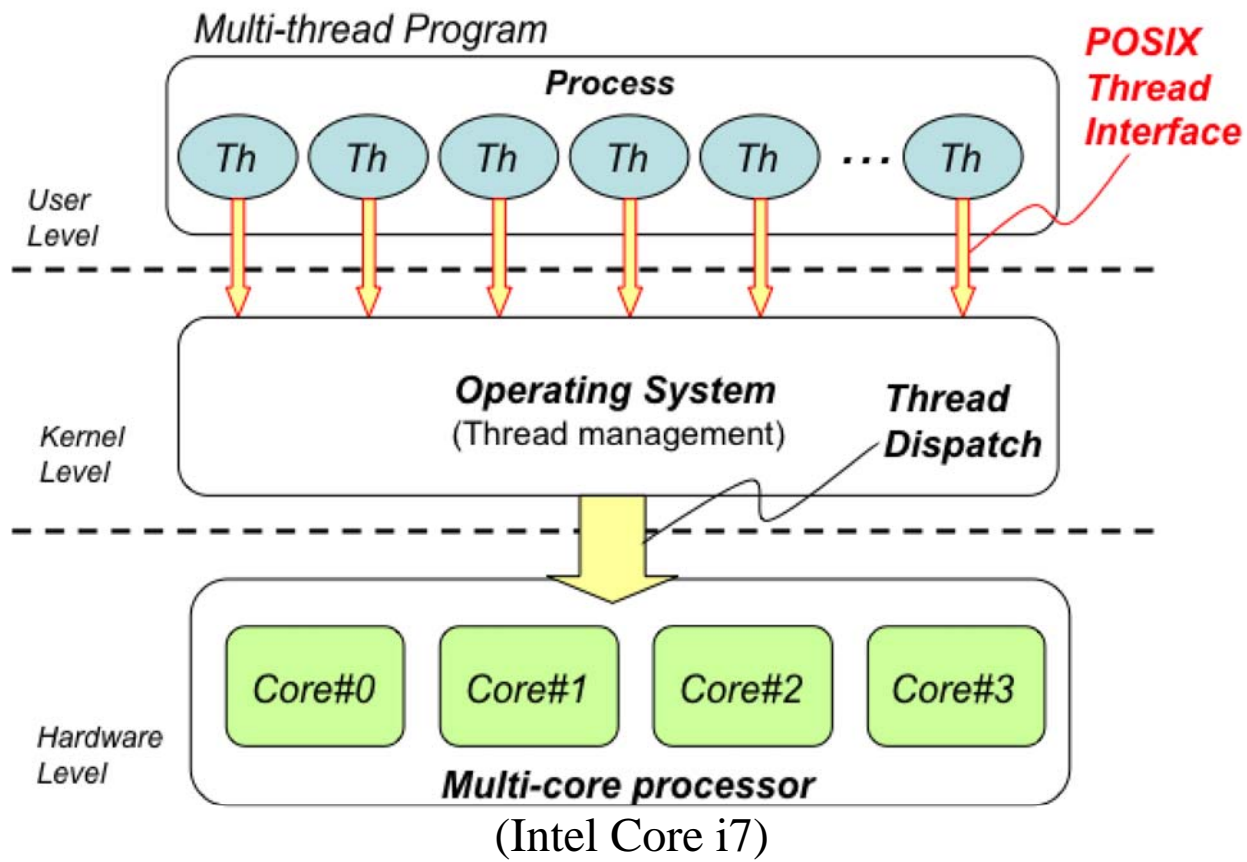 Multi-thread Program
POSIX
Thread
Interface
Process
Th Th Th Th Th ... Th
User
Level
Operating System
(Thread management)
Thread
Dispatch
Kernel
Level
Core#0 Core#1 Core#2 Core#3
Hardware
Level
Multi-core processor
(Intel Core i7)